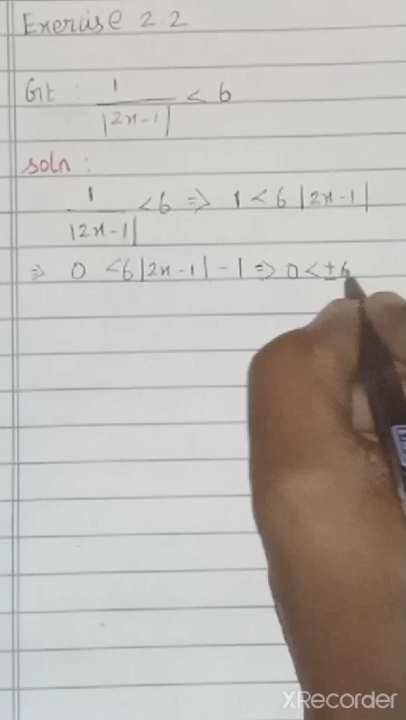 Exercise 2.2
Gt : 1/|2x-1| < 6
soln :
1/|2x-1| < 6 ⇒ 1 < 6 |2x-1|
⇒ 0 < 6|2x-1| - 1 ⇒ 0 < ±6
XRecorder